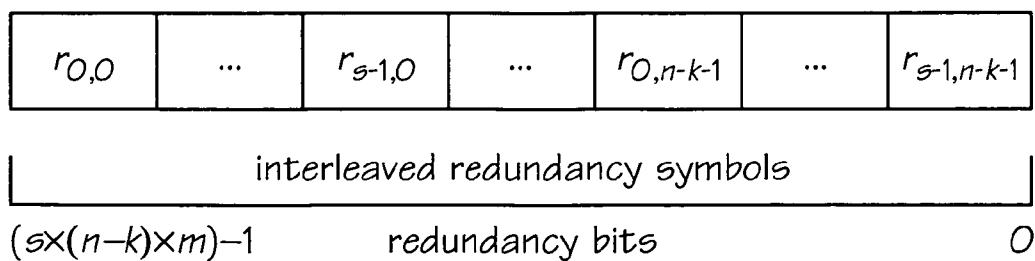 r0,0 ... rs-1,0 ... r0,n-k-1 ... rs-1,n-k-1
interleaved redundancy symbols
(s×(n–k)×m)–1 redundancy bits 0